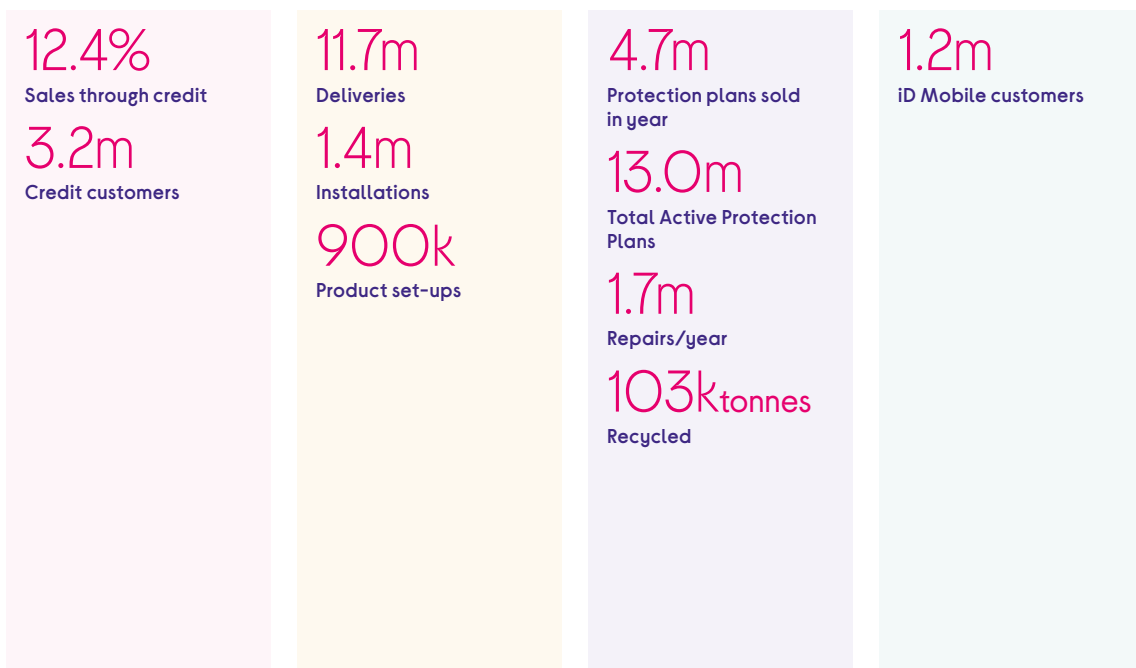 12.4%
Sales through credit
3.2m
Credit customers
11.7m
Deliveries
1.4m
Installations
900k
Product set-ups
4.7m
Protection plans sold
in year
13.0m
Total Active Protection
Plans
1.7m
Repairs/year
103ktonnes
Recycled
1.2m
iD Mobile customers